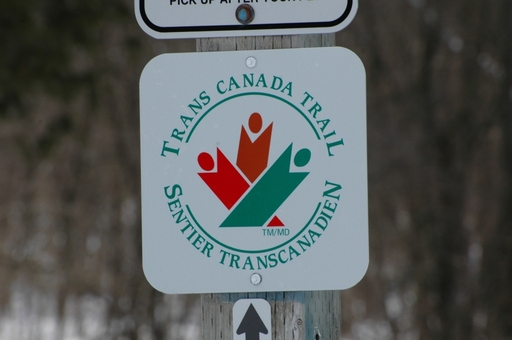 PICK UP AFTER YOUR
TRANS CANADA TRAIL
TM/MD
SENTIER TRANSCANADIEN